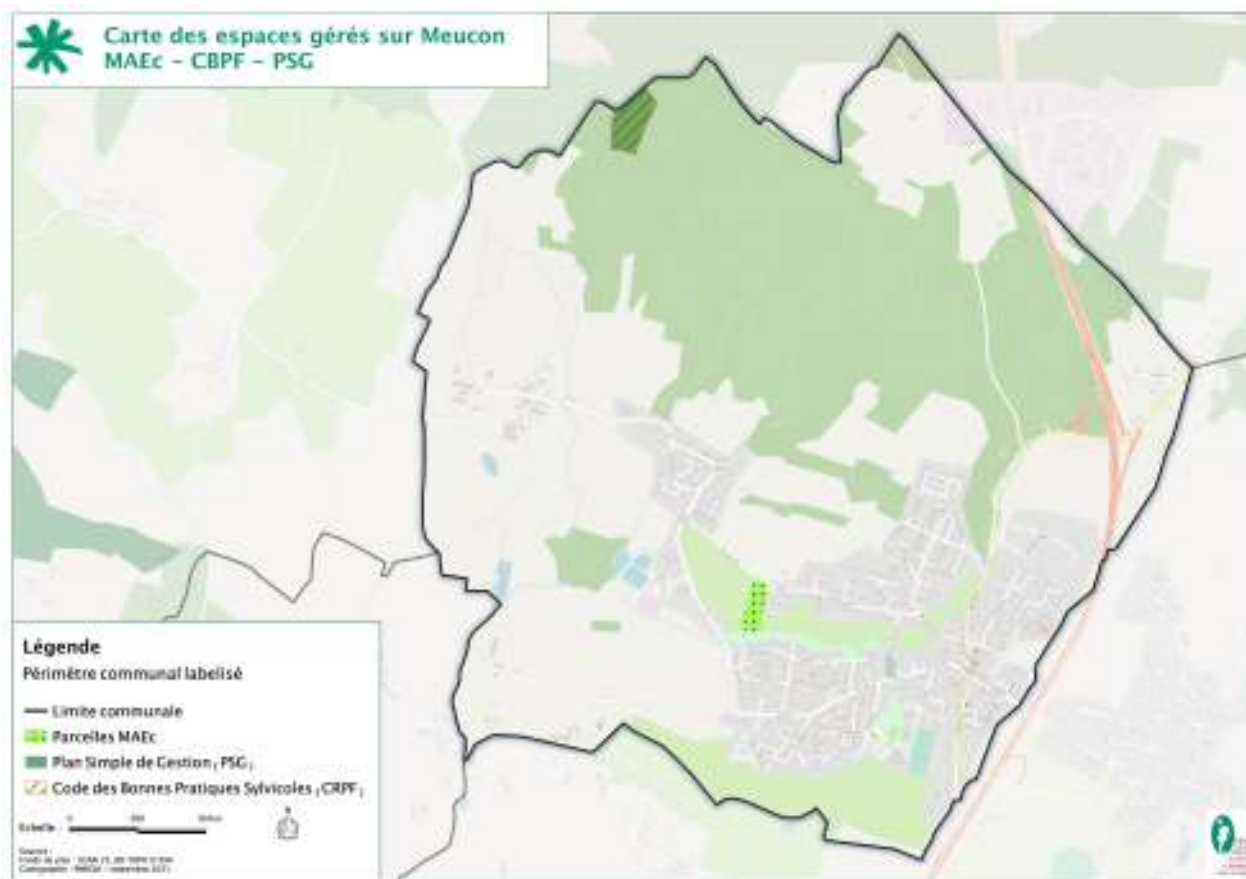 Carte des espaces gérés sur Meucon
MAEc - CBPF - PSG
Légende
Périmètre communal labelisé
Limite communale
Parcelles MAEc
Plan Simple de Gestion ( PSG )
Code des Bonnes Pratiques Sylvicoles ( CRPF )
Echelle :
0